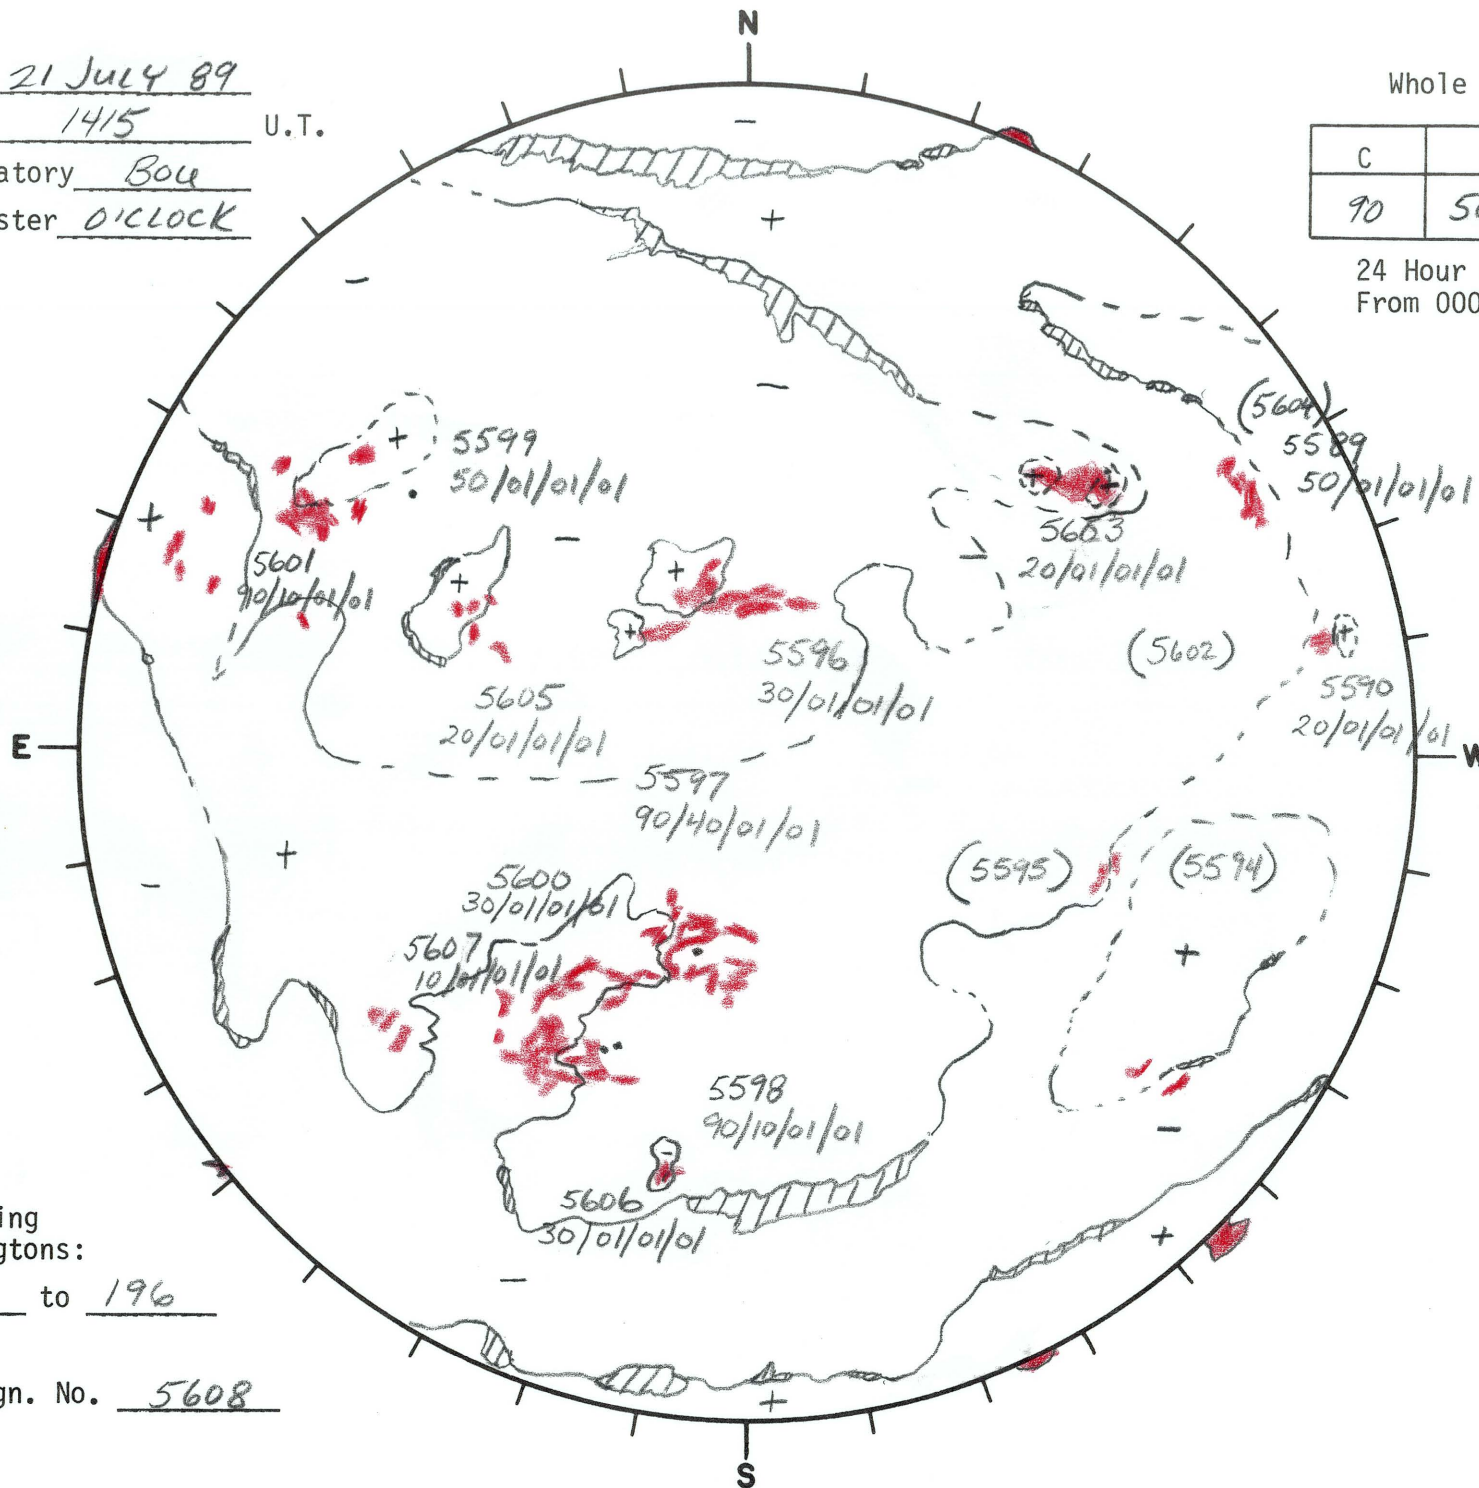 N
21 JULY 89
1415 U.T.
atory BOU
ster O'CLOCK
Whole
C
90
24 Hour
From 000
+
−
(5604)
5599
50/01/01/01
5589
50/01/01/01
5601
90/10/01/01
5603
20/01/01/01
5596
30/01/01/01
(5602)
5605
20/01/01/01
5590
20/01/01/01
E
W
5597
90/40/01/01
5600
30/01/01/01
(5595)
(5594)
5607
10/01/01/01
5598
90/10/01/01
5606
30/01/01/01
ing
gtons:
to 196
gn. No. 5608
S